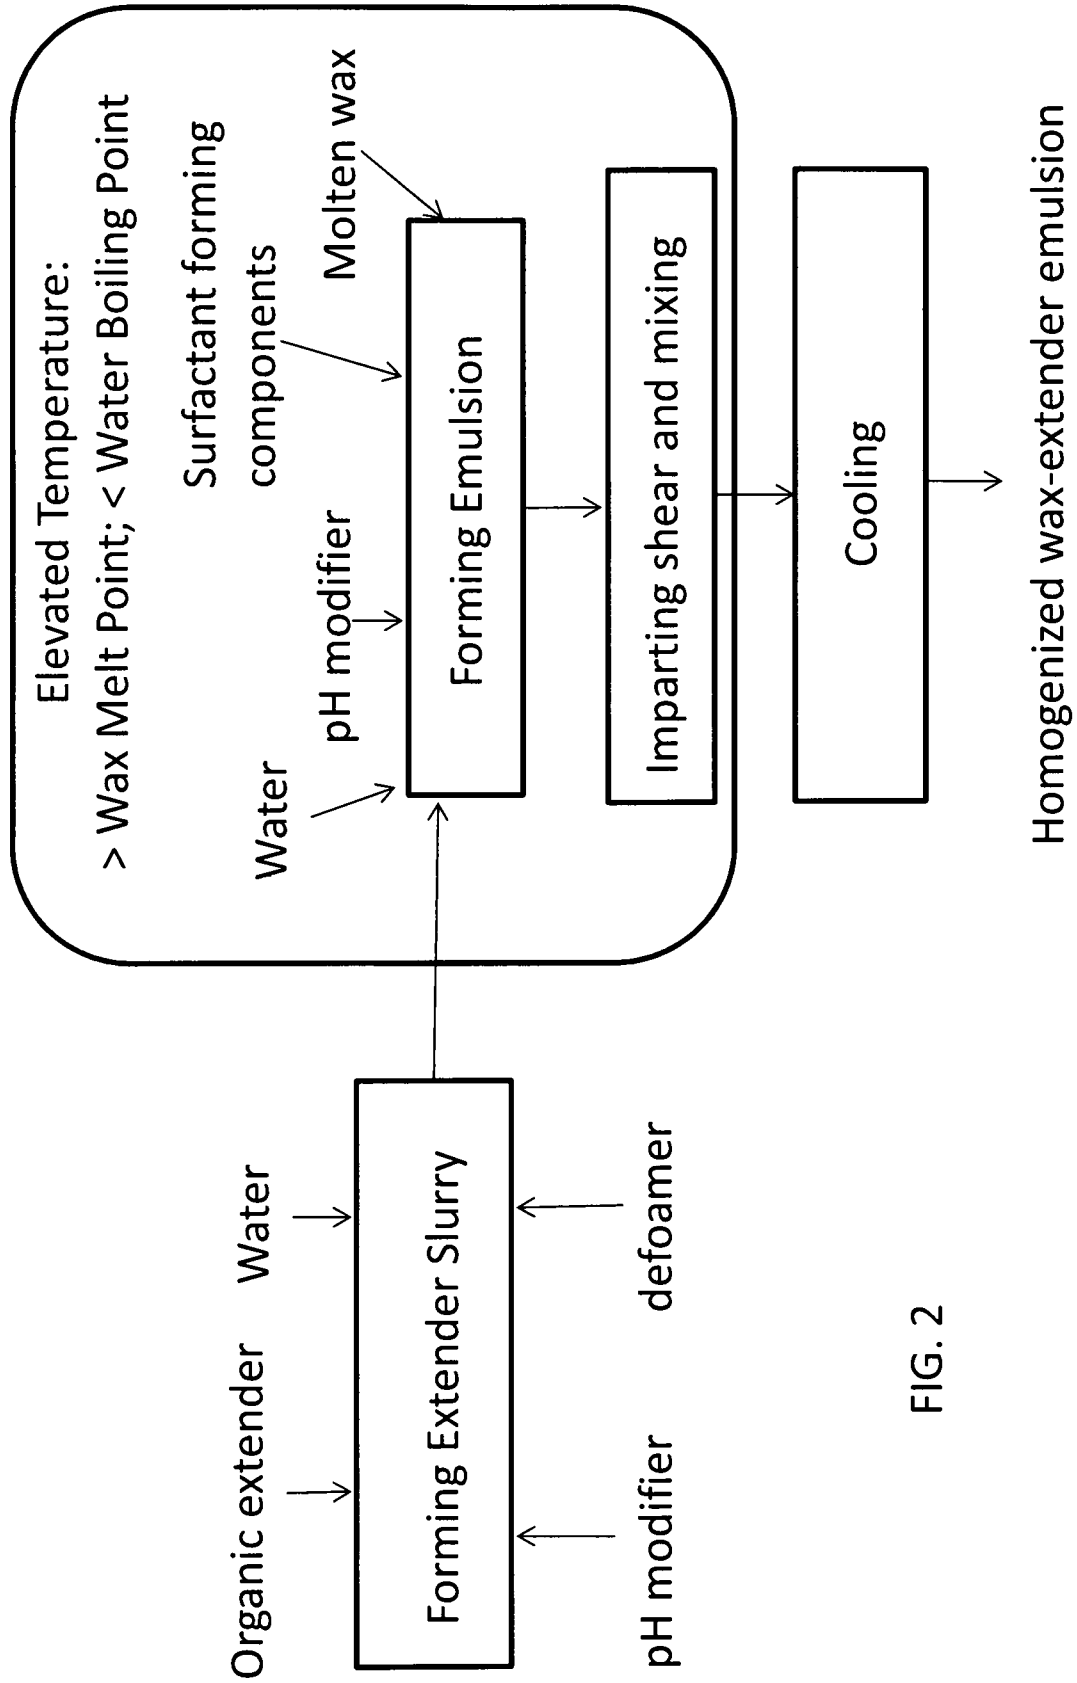 Elevated Temperature:
> Wax Melt Point; < Water Boiling Point
Surfactant forming
components
Organic extender
Water
Water
pH modifier
Molten wax
Forming Extender Slurry
Forming Emulsion
pH modifier
defoamer
Imparting shear and mixing
Cooling
FIG. 2
Homogenized wax-extender emulsion